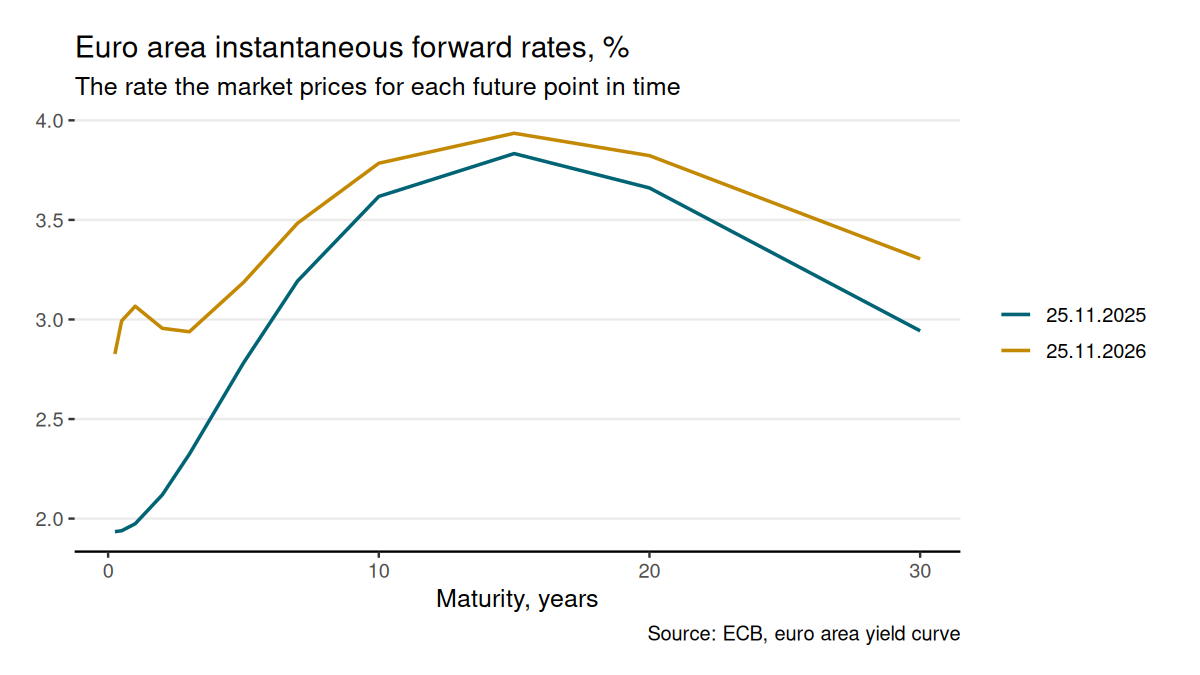 Euro area instantaneous forward rates, %
The rate the market prices for each future point in time
4.0
3.5
3.0
2.5
2.0
0 10 20 30
Maturity, years
25.11.2025
25.11.2026
Source: ECB, euro area yield curve